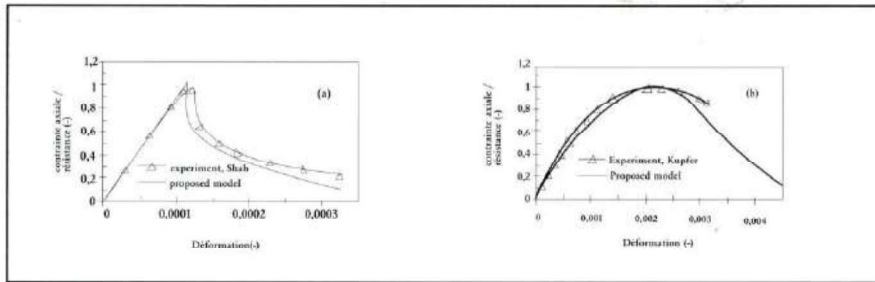 1,2
1
0,8
0,6
0,4
0,2
0
contrainte axiale /
résistance (-)
(a)
experiment, Shah
proposed model
0 0,0001 0,0002 0,0003
Déformation(-)
1,2
1
0,8
0,6
0,4
0,2
0
contrainte axiale /
résistance (-)
(b)
Experiment, Kupfer
Proposed model
0 0,001 0,002 0,003 0,004
Déformation (-)